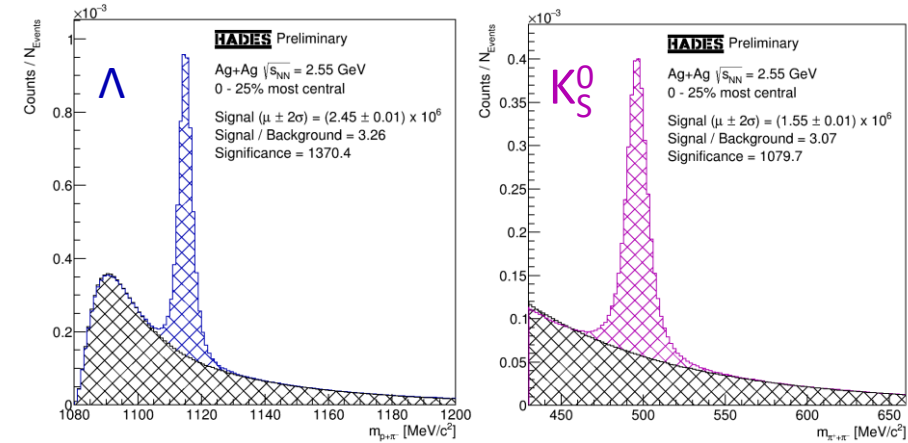 ×10⁻³
Counts / N_Events
1
0.8
0.6
0.4
0.2
0
Λ
HADES Preliminary
Ag+Ag √s_NN = 2.55 GeV
0 - 25% most central
Signal (μ ± 2σ) = (2.45 ± 0.01) x 10⁶
Signal / Background = 3.26
Significance = 1370.4
1080 1100 1120 1140 1160 1180 1200
m_p+π⁻ [MeV/c²]
×10⁻³
Counts / N_Events
0.4
0.35
0.3
0.25
0.2
0.15
0.1
0.05
0
K⁰_S
HADES Preliminary
Ag+Ag √s_NN = 2.55 GeV
0 - 25% most central
Signal (μ ± 2σ) = (1.55 ± 0.01) x 10⁶
Signal / Background = 3.07
Significance = 1079.7
450 500 550 600 650
m_π⁺+π⁻ [MeV/c²]